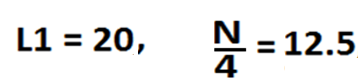 L1 = 20, N/4 = 12.5